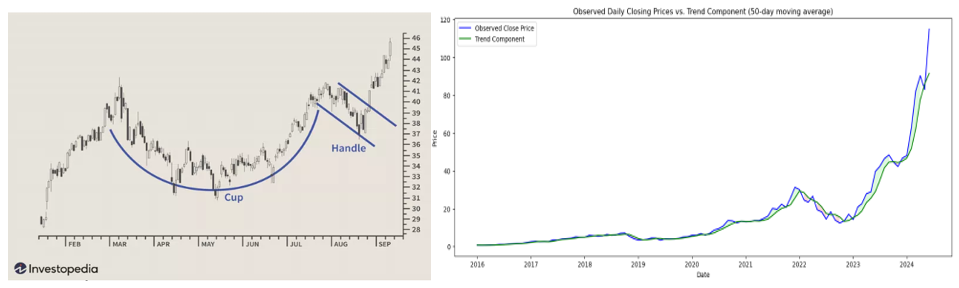 46
45
44
43
42
41
40
39
38
37
36
35
34
33
32
31
30
29
28
Handle
Cup
FEB MAR APR MAY JUN JUL AUG SEP
Investopedia
Observed Daily Closing Prices vs. Trend Component (50-day moving average)
Observed Close Price
Trend Component
120
100
80
60
40
20
0
Price
2016 2017 2018 2019 2020 2021 2022 2023 2024
Date